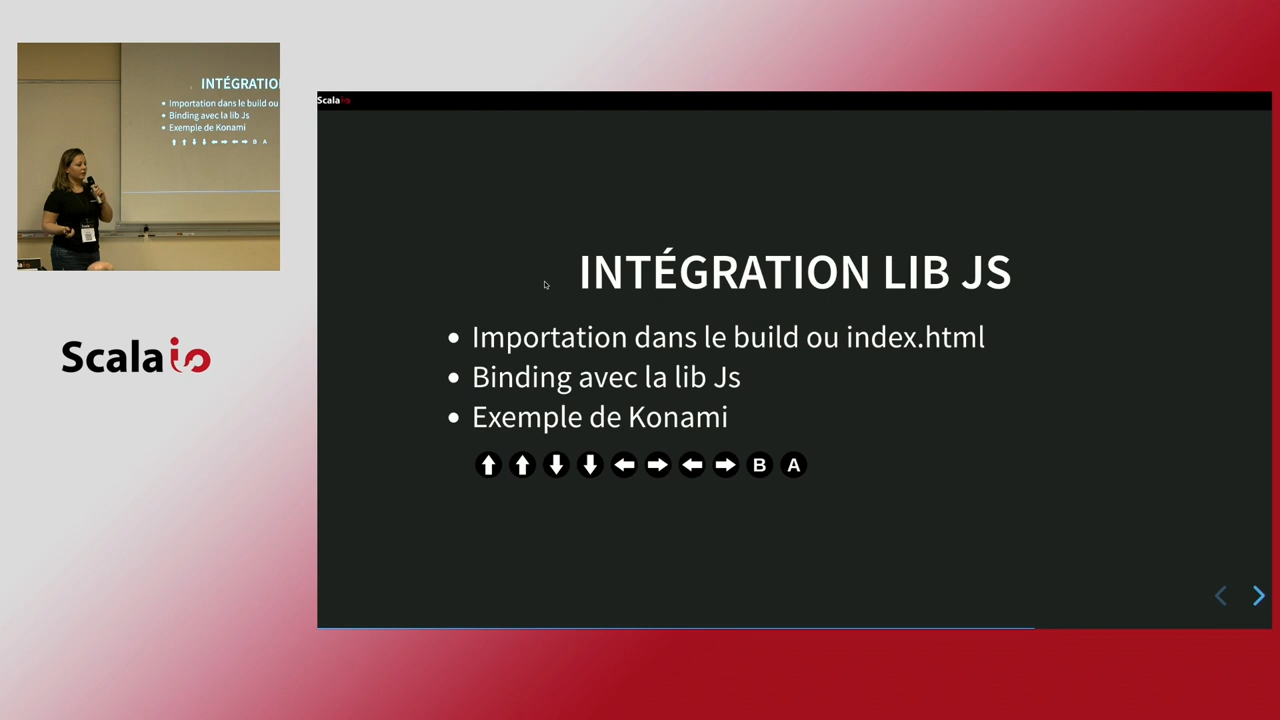 INTÉGRATIO
Importation dans le build ou
Binding avec la lib Js
Exemple de Konami
B A
Scala io
Scala io
INTÉGRATION LIB JS
Importation dans le build ou index.html
Binding avec la lib Js
Exemple de Konami
B A